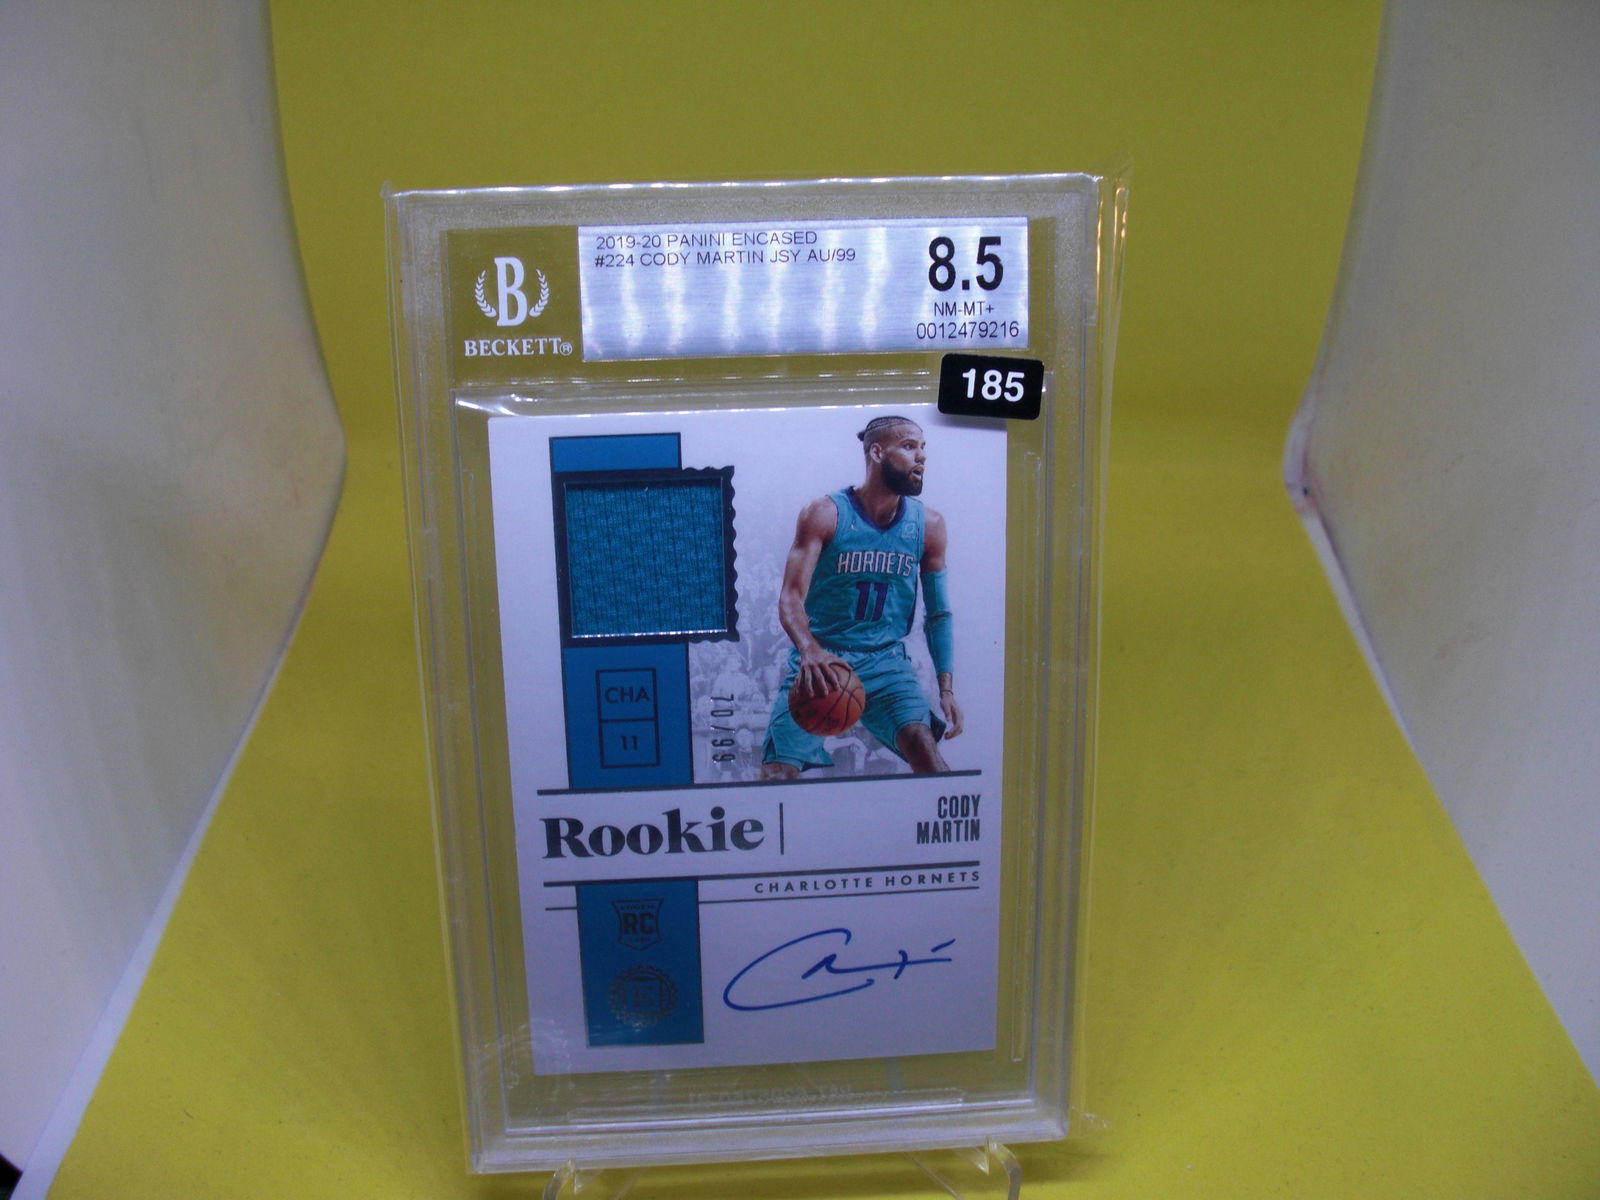 2019-20 PANINI ENCASED
#224 CODY MARTIN JSY AU/99
8.5
NM-MT+
0012479216
B
BECKETT®
185
HORNETS
11
CHA
11
70/99
Rookie
CODY
MARTIN
CHARLOTTE HORNETS
RC